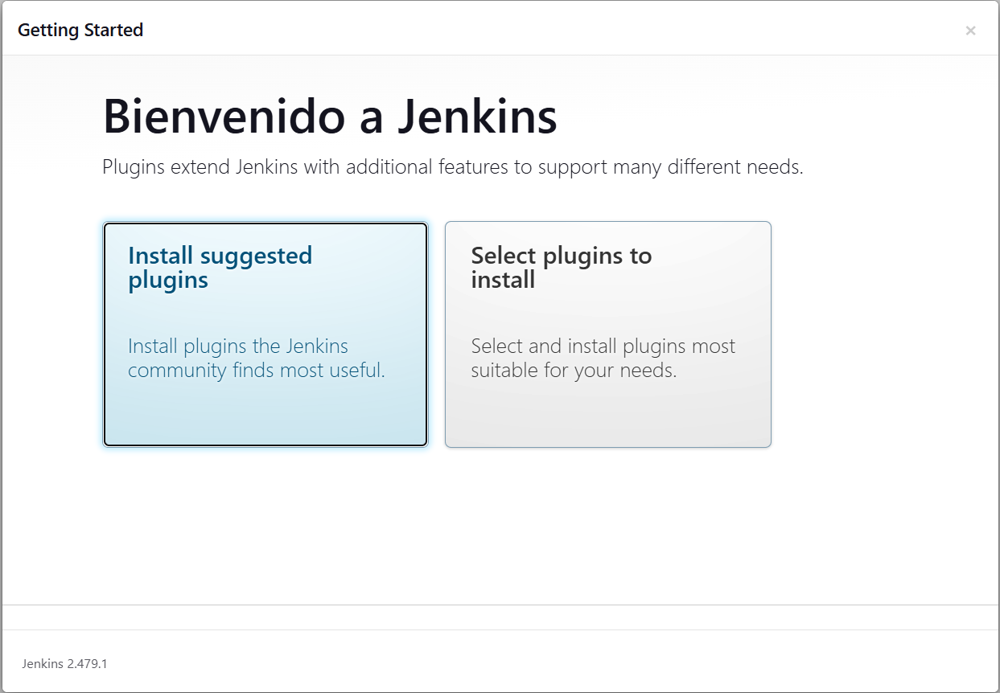 Getting Started
×
Bienvenido a Jenkins
Plugins extend Jenkins with additional features to support many different needs.
Install suggested
plugins
Install plugins the Jenkins
community finds most useful.
Select plugins to
install
Select and install plugins most
suitable for your needs.
Jenkins 2.479.1